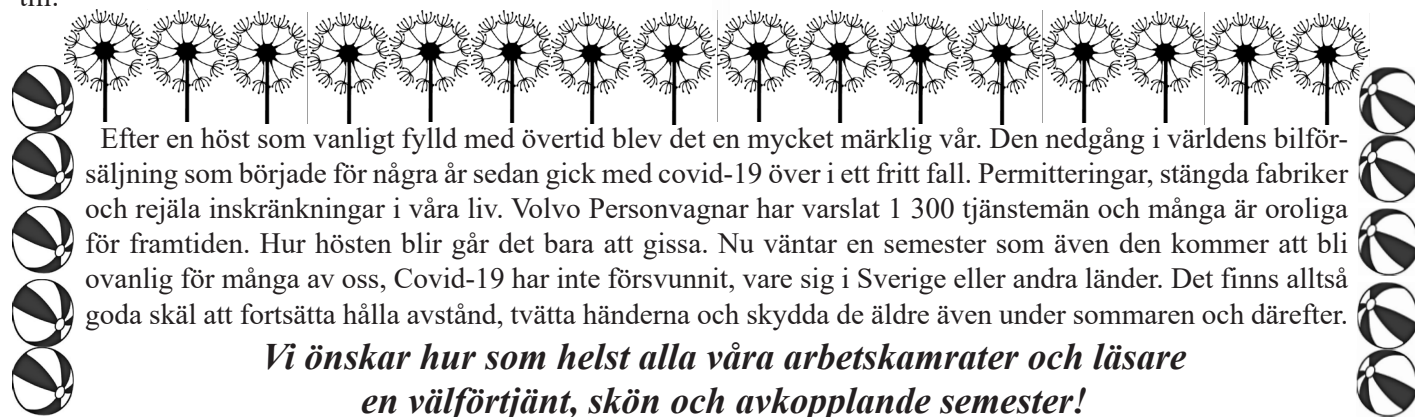 Efter en höst som vanligt fylld med övertid blev det en mycket märklig vår. Den nedgång i världens bilför-
säljning som började för några år sedan gick med covid-19 över i ett fritt fall. Permitteringar, stängda fabriker
och rejäla inskränkningar i våra liv. Volvo Personvagnar har varslat 1 300 tjänstemän och många är oroliga
för framtiden. Hur hösten blir går det bara att gissa. Nu väntar en semester som även den kommer att bli
ovanlig för många av oss, Covid-19 har inte försvunnit, vare sig i Sverige eller andra länder. Det finns alltså
goda skäl att fortsätta hålla avstånd, tvätta händerna och skydda de äldre även under sommaren och därefter.
Vi önskar hur som helst alla våra arbetskamrater och läsare
en välförtjänt, skön och avkopplande semester!